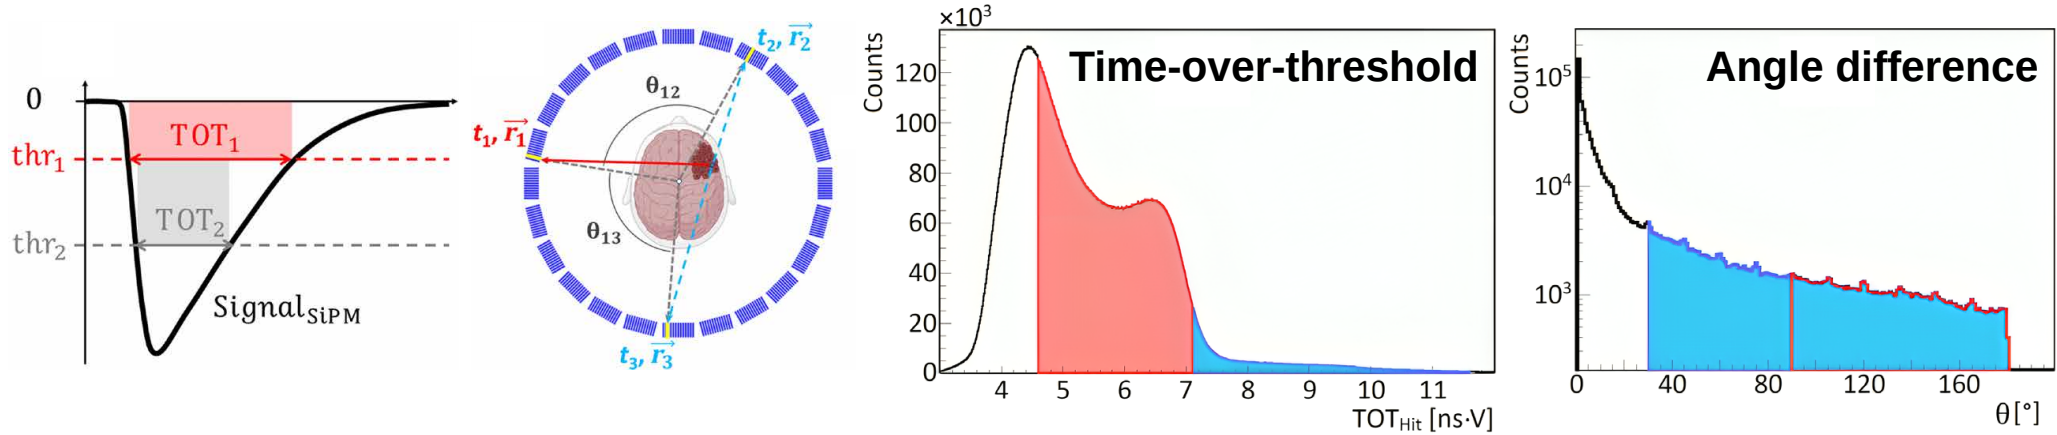 0
TOT₁
thr₁
TOT₂
thr₂
Signal_SiPM
t₂, r₂
θ₁₂
t₁, r₁
θ₁₃
t₃, r₃
×10³
Counts
Time-over-threshold
120
100
80
60
40
20
0
4 5 6 7 8 9 10 11
TOT_Hit [ns·V]
Counts
Angle difference
10⁵
10⁴
10³
0 40 80 120 160
θ [°]